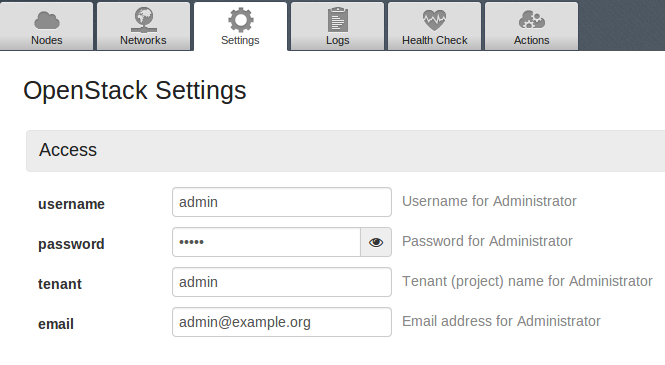 Nodes Networks Settings Logs Health Check Actions
OpenStack Settings
Access
username admin Username for Administrator
password ••••• Password for Administrator
tenant admin Tenant (project) name for Administrator
email admin@example.org Email address for Administrator